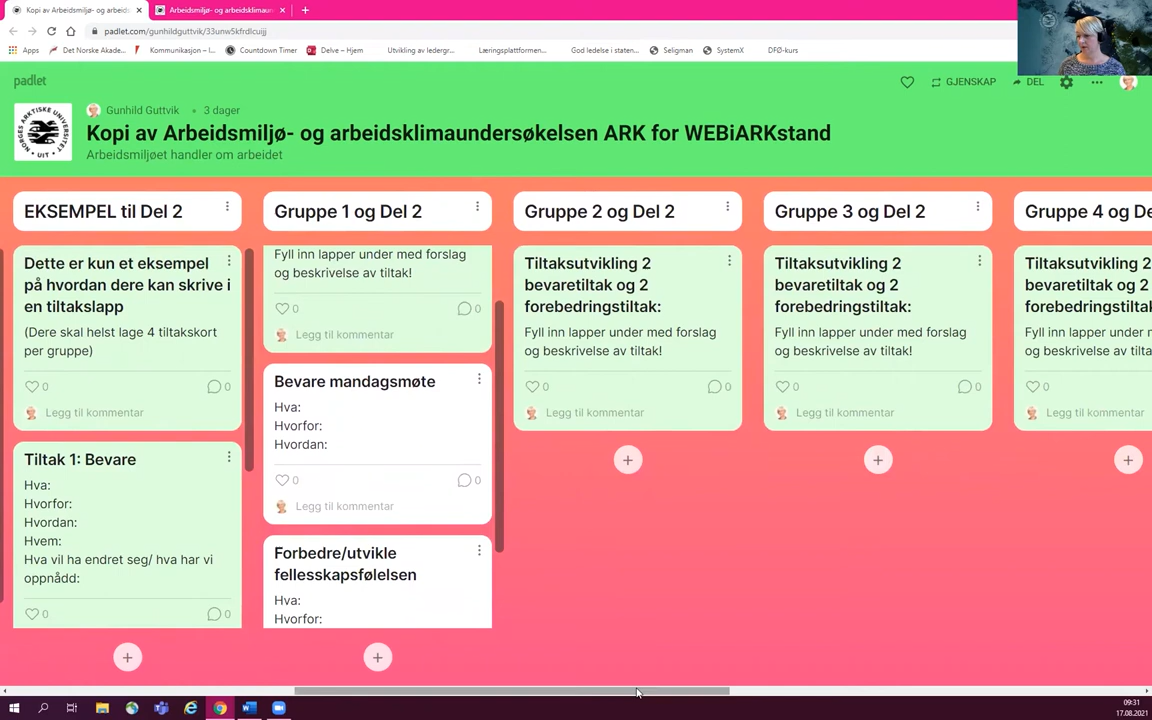 Kopi av Arbeidsmiljø- og arbeids
Arbeidsmiljø- og arbeidsklimaun
padlet.com/gunhildguttvik/33unw5kfrdlcuijj
Apps
Det Norske Akade...
Kommunikasjon – I...
Countdown Timer
Delve – Hjem
Utvikling av ledergr...
Læringsplattformen...
God ledelse i staten...
Seligman
SystemX
DFØ-kurs
padlet
GJENSKAP
DEL
Gunhild Guttvik • 3 dager
Kopi av Arbeidsmiljø- og arbeidsklimaundersøkelsen ARK for WEBiARKstand
Arbeidsmiljøet handler om arbeidet
NORGES ARKTISKE UNIVERSITET
UIT
EKSEMPEL til Del 2
Dette er kun et eksempel
på hvordan dere kan skrive i
en tiltakslapp
(Dere skal helst lage 4 tiltakskort
per gruppe)
0
0
Legg til kommentar
Tiltak 1: Bevare
Hva:
Hvorfor:
Hvordan:
Hvem:
Hva vil ha endret seg/ hva har vi
oppnådd:
0
0
Gruppe 1 og Del 2
Fyll inn lapper under med forslag
og beskrivelse av tiltak!
0
0
Legg til kommentar
Bevare mandagsmøte
Hva:
Hvorfor:
Hvordan:
0
0
Legg til kommentar
Forbedre/utvikle
fellesskapsfølelsen
Hva:
Hvorfor:
Gruppe 2 og Del 2
Tiltaksutvikling 2
bevaretiltak og 2
forebedringstiltak:
Fyll inn lapper under med forslag
og beskrivelse av tiltak!
0
0
Legg til kommentar
Gruppe 3 og Del 2
Tiltaksutvikling 2
bevaretiltak og 2
forebedringstiltak:
Fyll inn lapper under med forslag
og beskrivelse av tiltak!
0
0
Legg til kommentar
Gruppe 4 og De
Tiltaksutvikling 2
bevaretiltak og 2
forebedringstiltak:
Fyll inn lapper under m
og beskrivelse av tilta
0
Legg til kommentar
09:31
17.08.2021